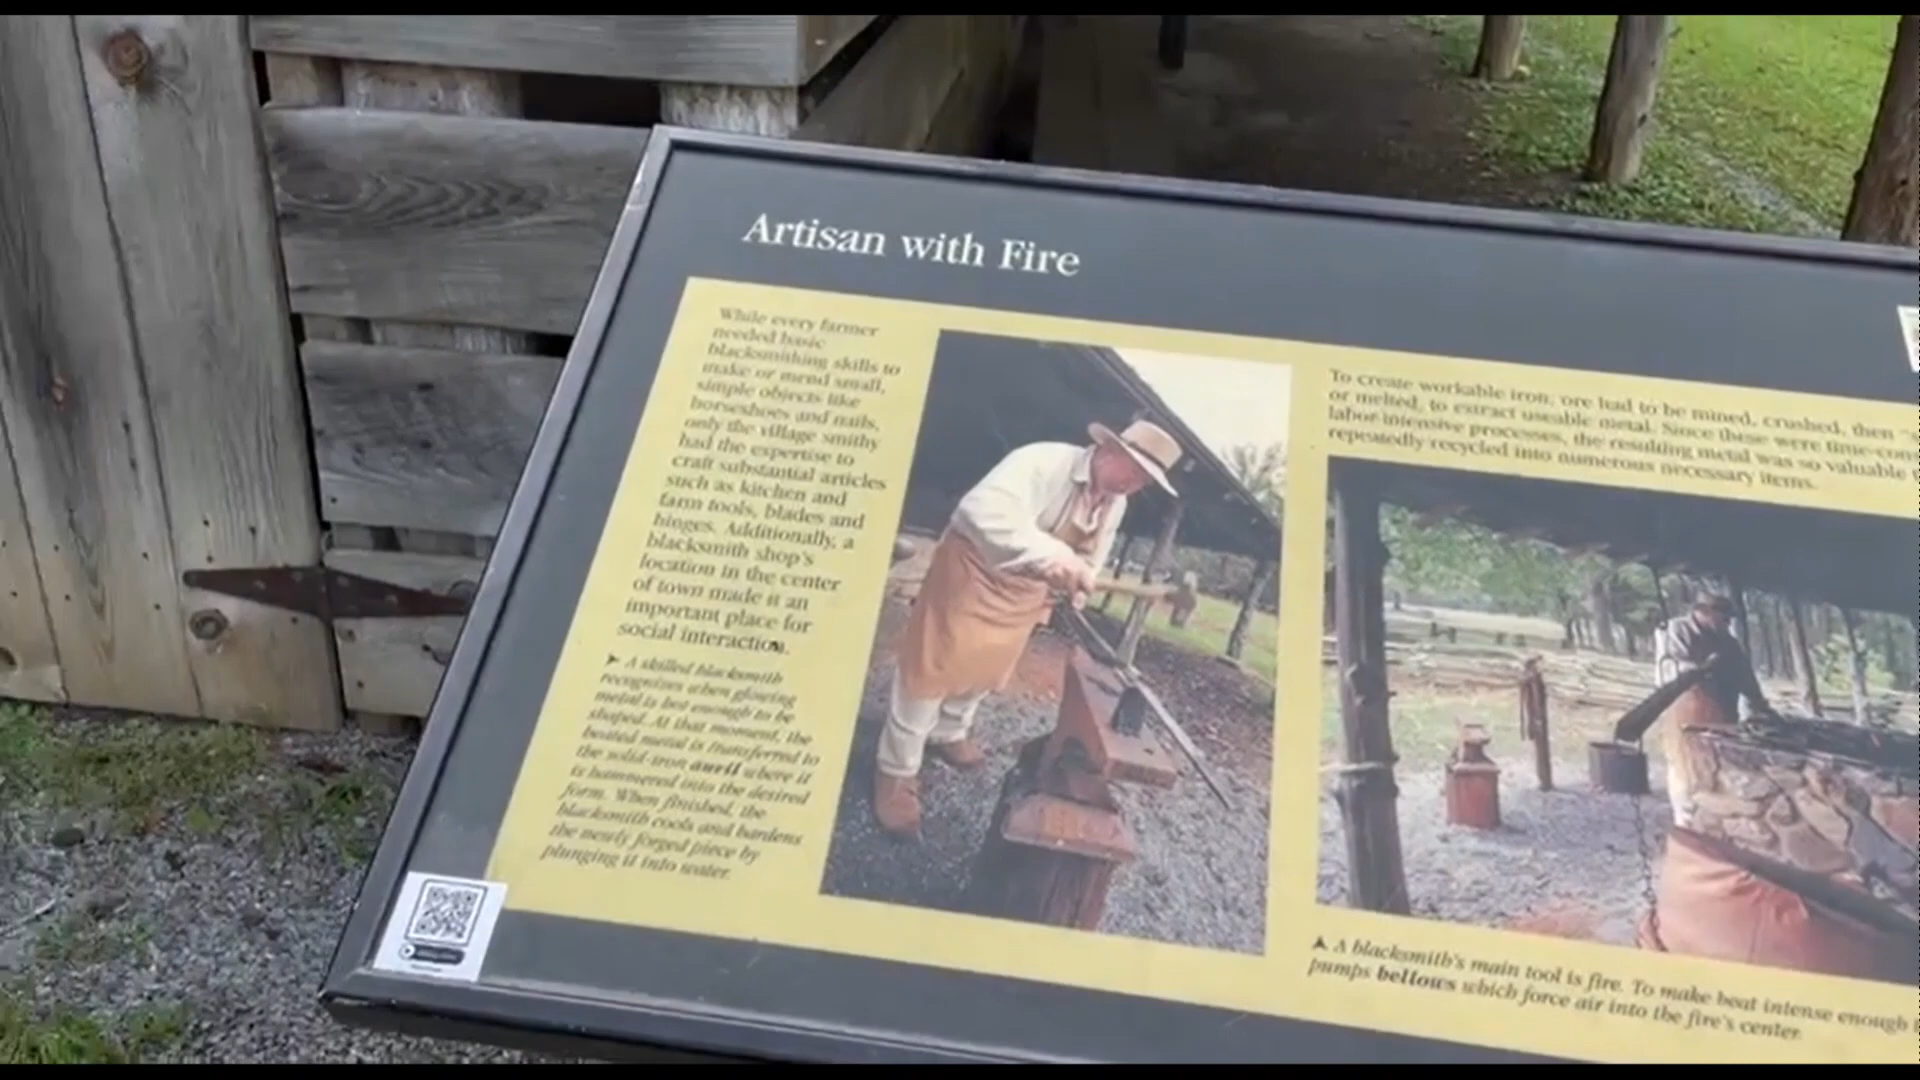 Artisan with Fire
While every farmer
needed basic
blacksmithing skills to
make or mend small,
simple objects like
horseshoes and nails,
only the village smithy
had the expertise to
craft substantial articles
such as kitchen and
farm tools, blades and
hinges. Additionally, a
blacksmith shop's
location in the center
of town made it an
important place for
social interaction.
➤ A skilled blacksmith
recognizes when glowing
metal is hot enough to be
shaped. At that moment, the
heated metal is transferred to
the solid-iron anvil where it
is hammered into the desired
form. When finished, the
blacksmith cools and hardens
the newly forged piece by
plunging it into water.
To create workable iron, ore had to be mined, crushed, then
or melted, to extract useable metal. Since these were time-con
labor-intensive processes, the resulting metal was so valuable
repeatedly recycled into numerous necessary items.
➤ A blacksmith's main tool is fire. To make heat intense enough
pumps bellows which force air into the fire's center.